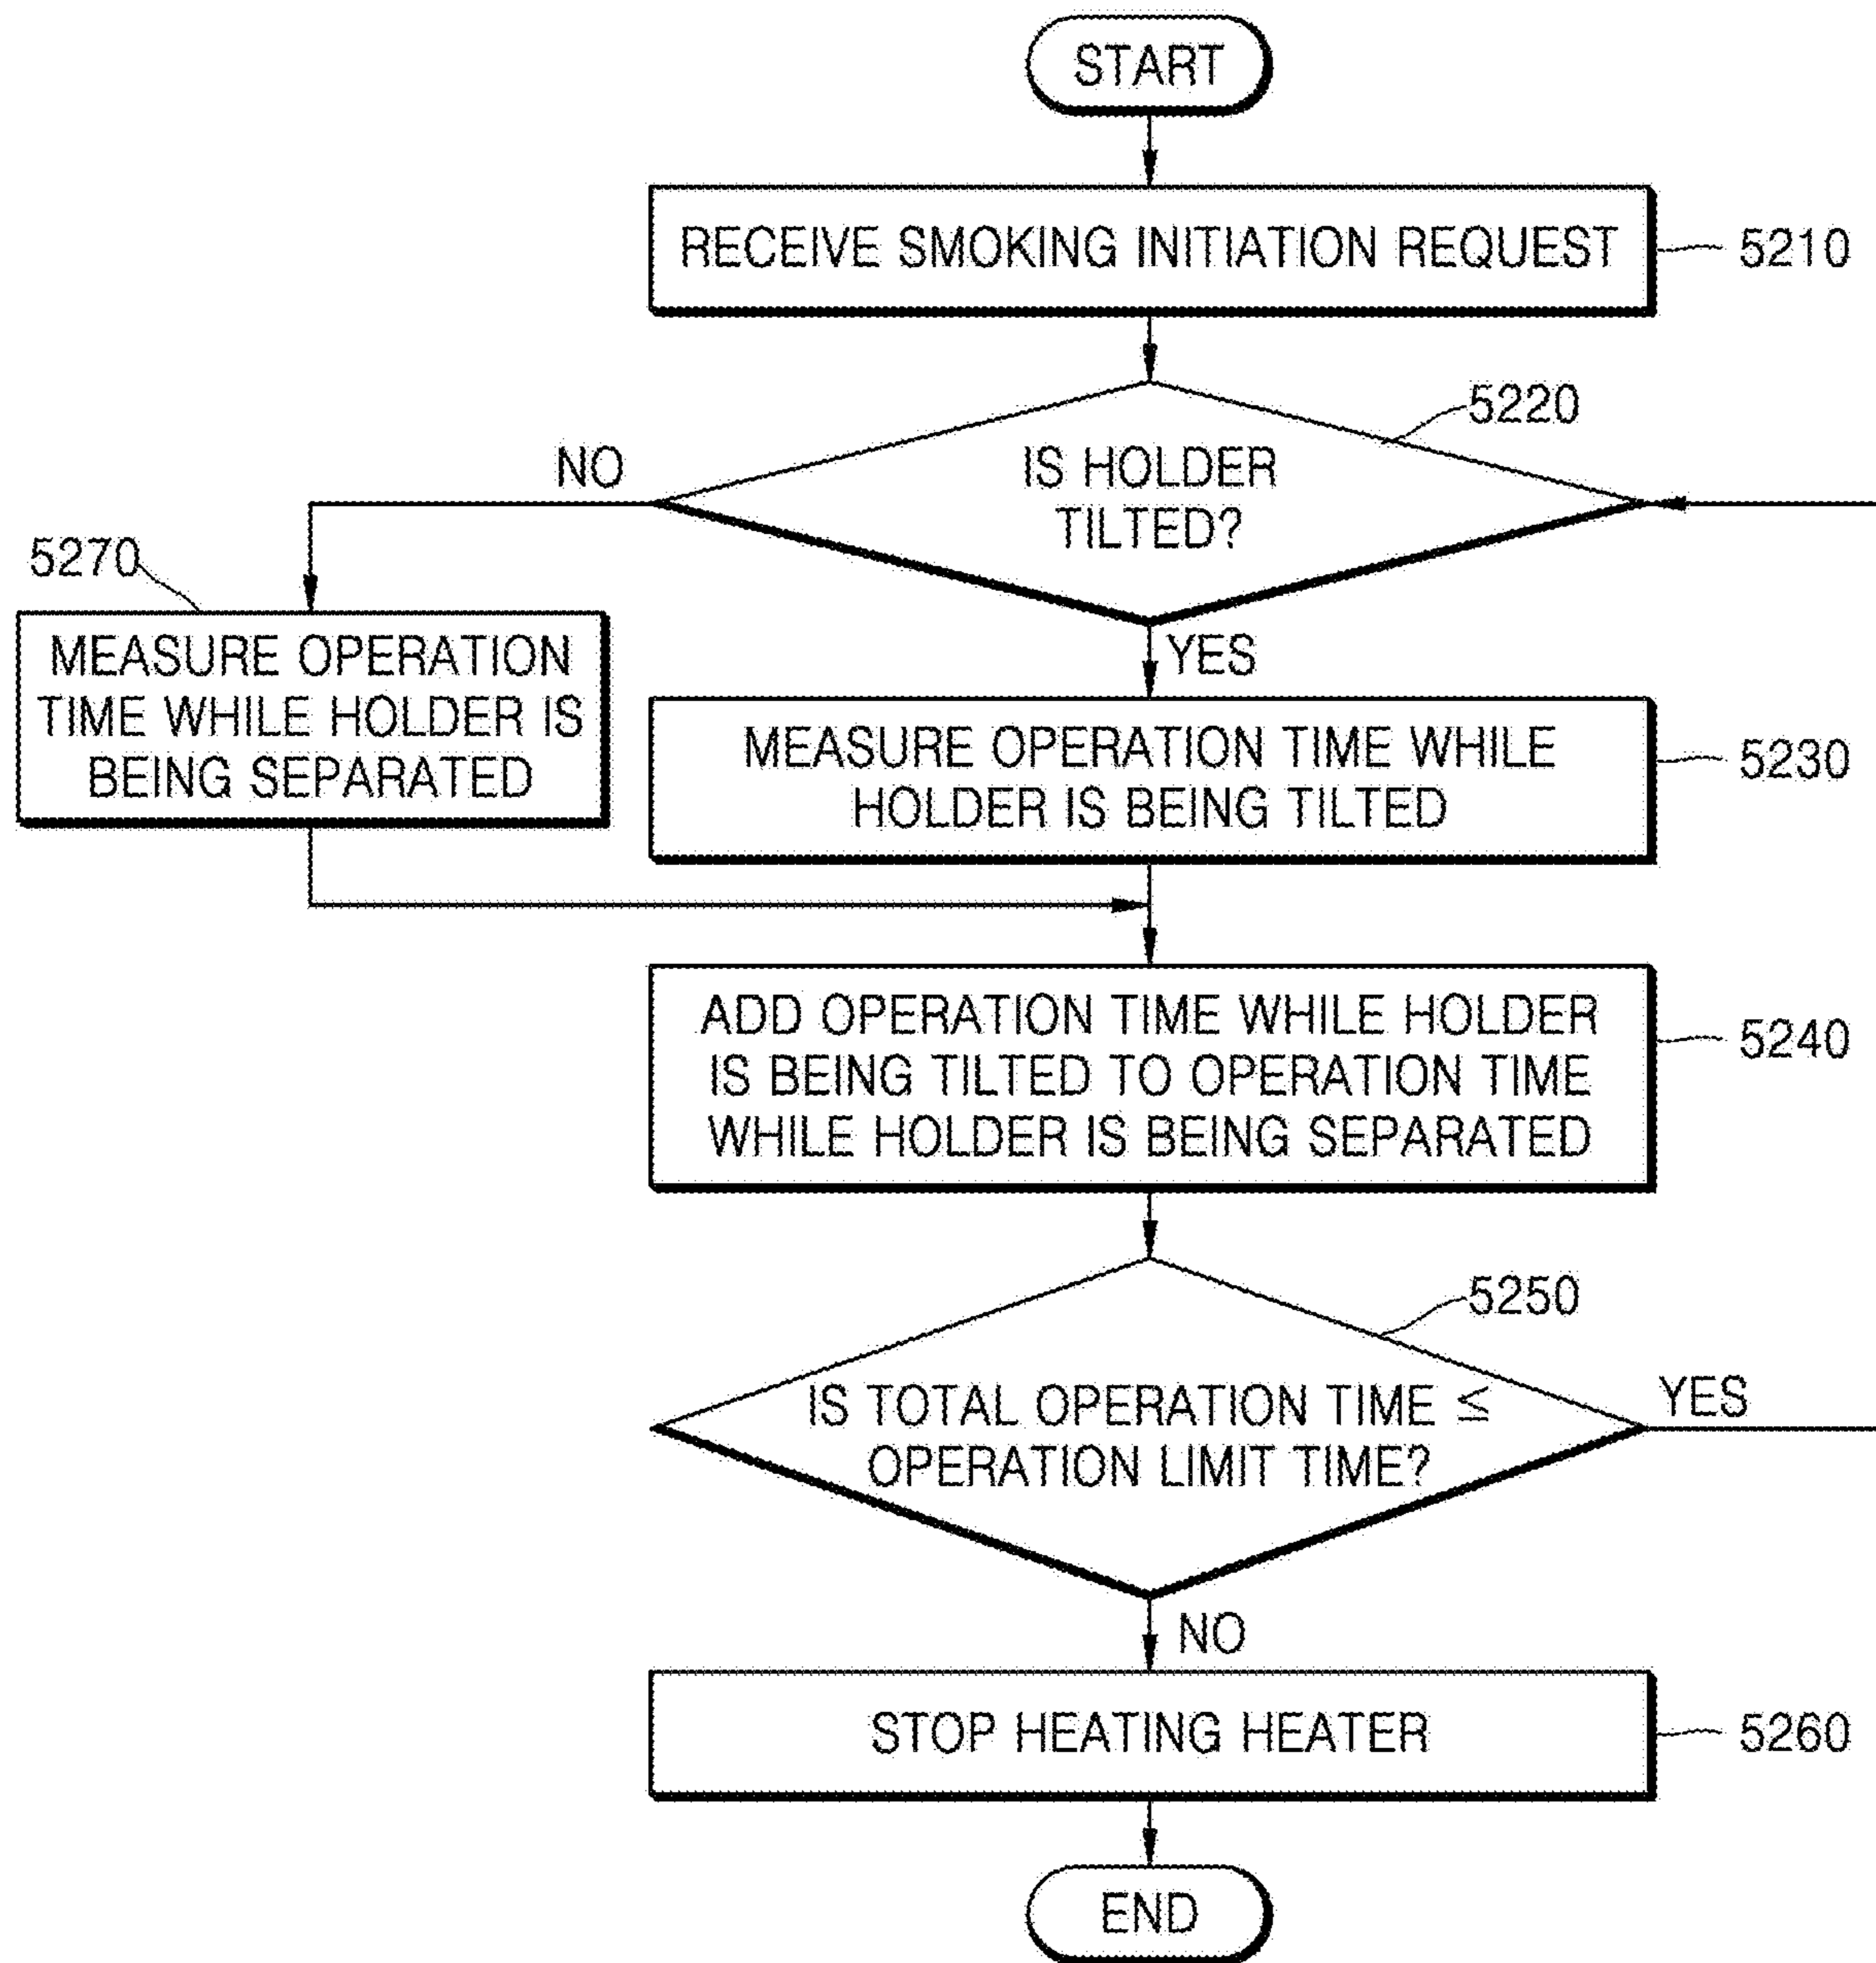 START
RECEIVE SMOKING INITIATION REQUEST
5210
5220
IS HOLDER
TILTED?
NO
YES
5270
MEASURE OPERATION
TIME WHILE HOLDER IS
BEING SEPARATED
MEASURE OPERATION TIME WHILE
HOLDER IS BEING TILTED
5230
ADD OPERATION TIME WHILE HOLDER
IS BEING TILTED TO OPERATION TIME
WHILE HOLDER IS BEING SEPARATED
5240
5250
IS TOTAL OPERATION TIME ≤
OPERATION LIMIT TIME?
YES
NO
STOP HEATING HEATER
5260
END